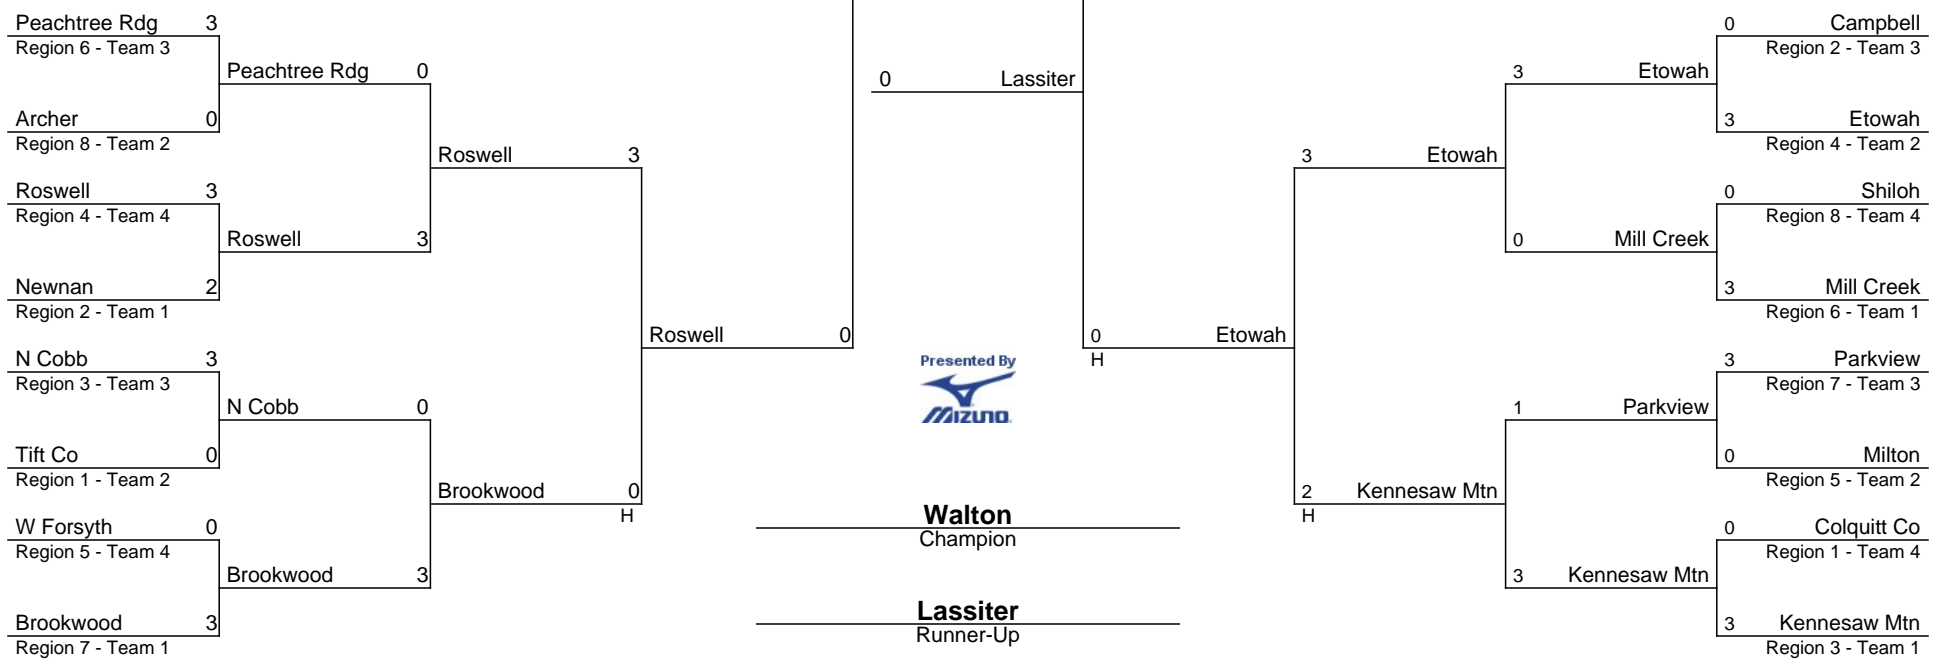 Peachtree Rdg 3
Region 6 - Team 3
Peachtree Rdg 0
Archer 0
Region 8 - Team 2
Roswell 3
Roswell 3
Region 4 - Team 4
Roswell 3
Newnan 2
Region 2 - Team 1
Roswell 0
N Cobb 3
Region 3 - Team 3
N Cobb 0
Tift Co 0
Region 1 - Team 2
Brookwood 0
H
W Forsyth 0
Region 5 - Team 4
Brookwood 3
Brookwood 3
Region 7 - Team 1
0 Lassiter
Presented By
MIZUNO
Walton
Champion
Lassiter
Runner-Up
0 Campbell
Region 2 - Team 3
3 Etowah
3 Etowah
Region 4 - Team 2
3 Etowah
0 Shiloh
Region 8 - Team 4
0 Mill Creek
3 Mill Creek
Region 6 - Team 1
0 Etowah
H
3 Parkview
Region 7 - Team 3
1 Parkview
0 Milton
Region 5 - Team 2
2 Kennesaw Mtn
H
0 Colquitt Co
Region 1 - Team 4
3 Kennesaw Mtn
3 Kennesaw Mtn
Region 3 - Team 1